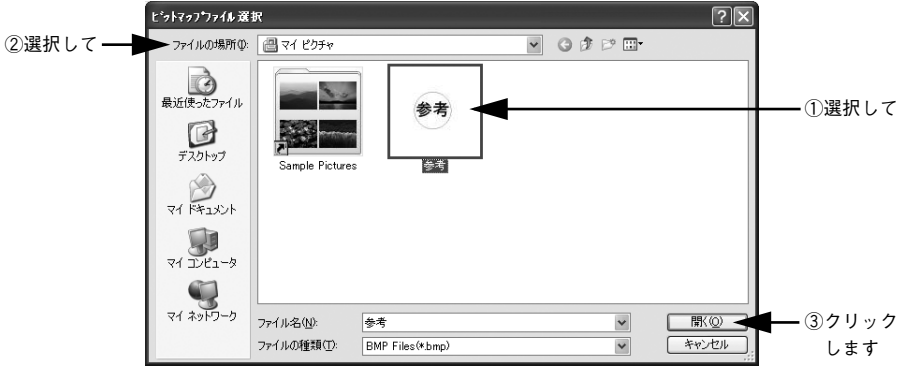 ﾋﾞｯﾄﾏｯﾌﾟﾌｧｲﾙ選択
②選択して
ファイルの場所(I):
マイ ピクチャ
最近使ったファイル
デスクトップ
マイ ドキュメント
マイ コンピュータ
マイ ネットワーク
Sample Pictures
参考
参考
①選択して
ファイル名(N):
参考
開く(O)
ファイルの種類(T):
BMP Files(*.bmp)
キャンセル
③クリック
します